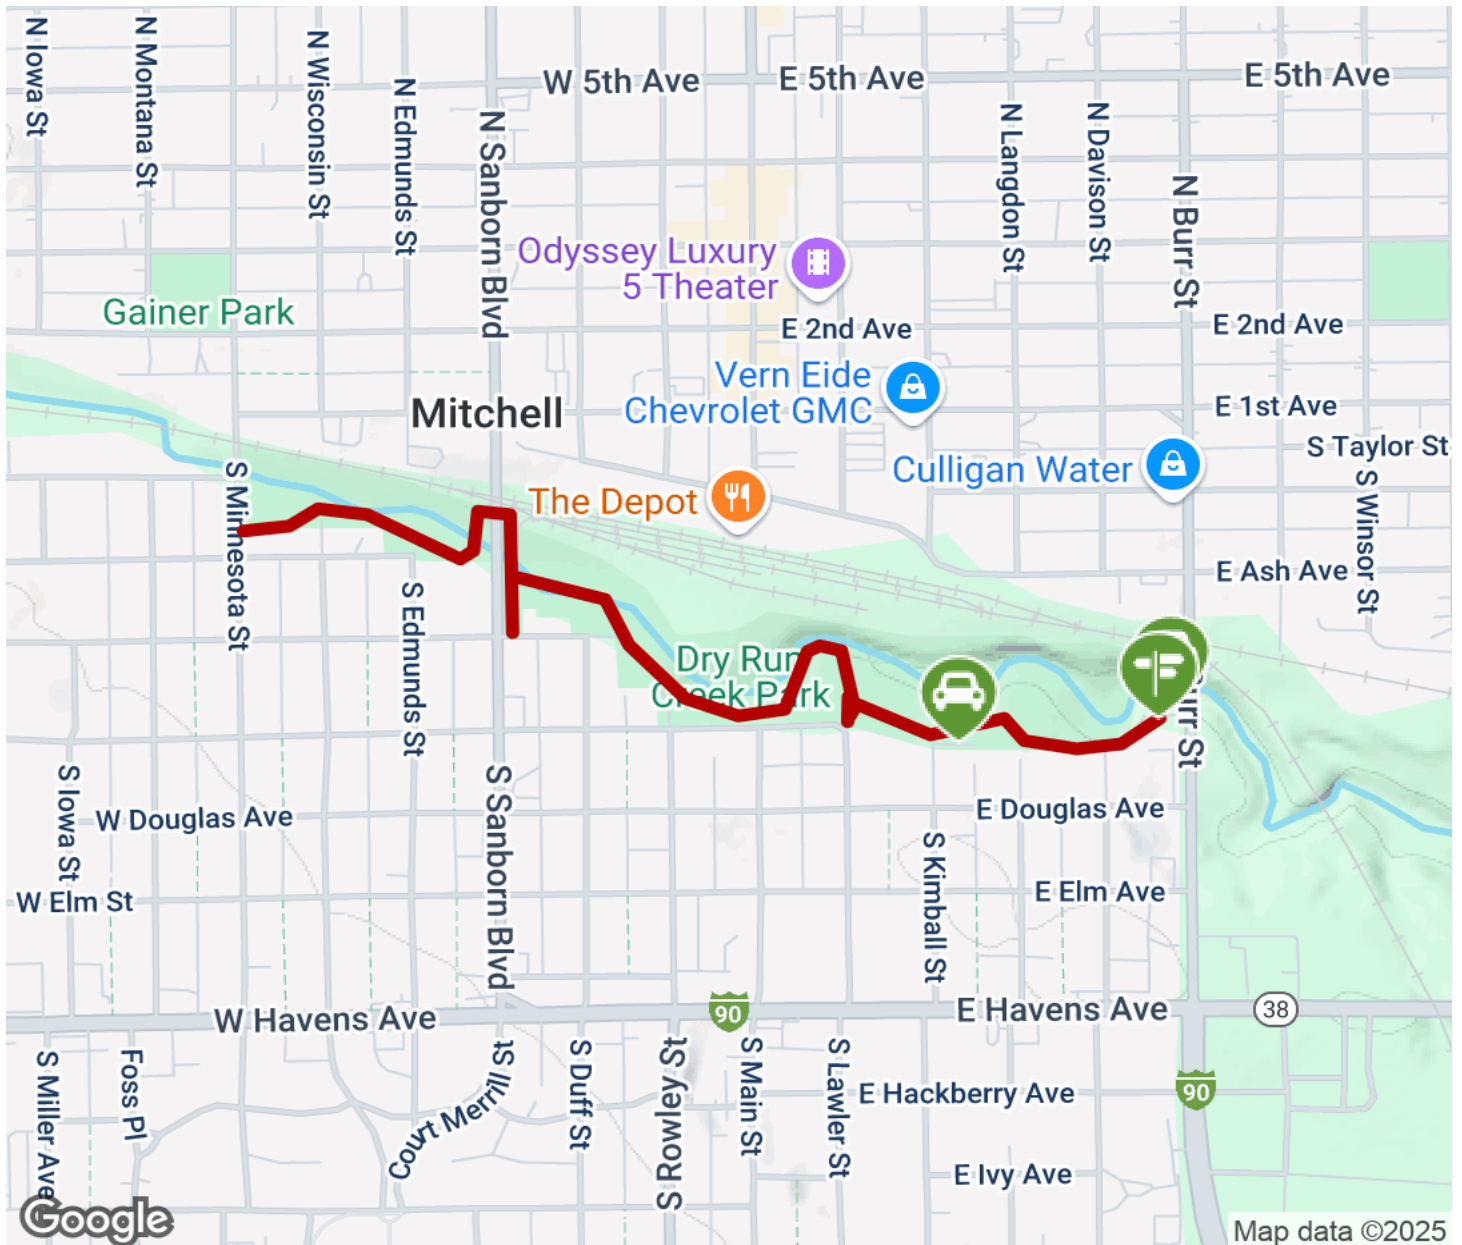 N Iowa St
N Montana St
N Wisconsin St
N Edmunds St
N Sanborn Blvd
W 5th Ave
E 5th Ave
E 5th Ave
N Langdon St
N Davison St
N Burr St
Odyssey Luxury
5 Theater
Gainer Park
E 2nd Ave
E 2nd Ave
Vern Eide
Chevrolet GMC
Mitchell
E 1st Ave
S Taylor St
Culligan Water
The Depot
S Winsor St
S Minnesota St
E Ash Ave
S Edmunds St
Dry Run
Creek Park
Burr St
S Iowa St
W Douglas Ave
S Sanborn Blvd
E Douglas Ave
S Kimball St
W Elm St
E Elm Ave
W Havens Ave
90
E Havens Ave
38
S Miller Ave
Foss Pl
Court Merrill St
S Duff St
S Rowley St
S Main St
S Lawler St
E Hackberry Ave
90
E Ivy Ave
Google
Map data ©2025